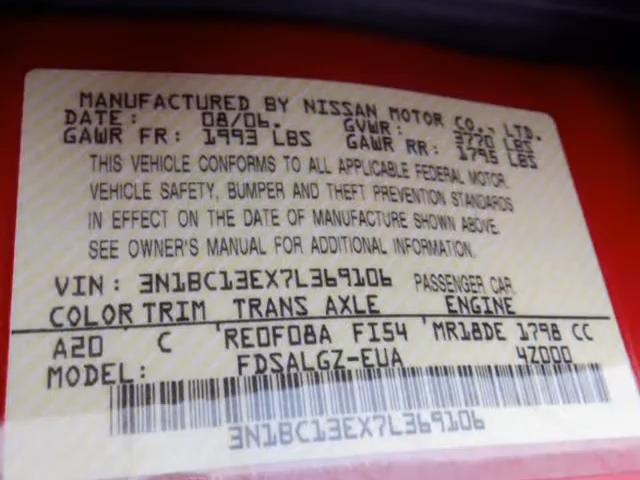 MANUFACTURED BY NISSAN MOTOR CO., LTD.
DATE: 08/06. GVWR: 3770 LBS
GAWR FR: 1993 LBS GAWR RR: 1795 LBS
THIS VEHICLE CONFORMS TO ALL APPLICABLE FEDERAL MOTOR
VEHICLE SAFETY, BUMPER AND THEFT PREVENTION STANDARDS
IN EFFECT ON THE DATE OF MANUFACTURE SHOWN ABOVE.
SEE OWNER'S MANUAL FOR ADDITIONAL INFORMATION.
VIN: 3N1BC13EX7L369106 PASSENGER CAR
COLOR TRIM TRANS AXLE ENGINE
A20 C RE0F08A FI54 MR18DE 1798 CC
MODEL: FDSALGZ-EUA 4Z000
3N1BC13EX7L369106